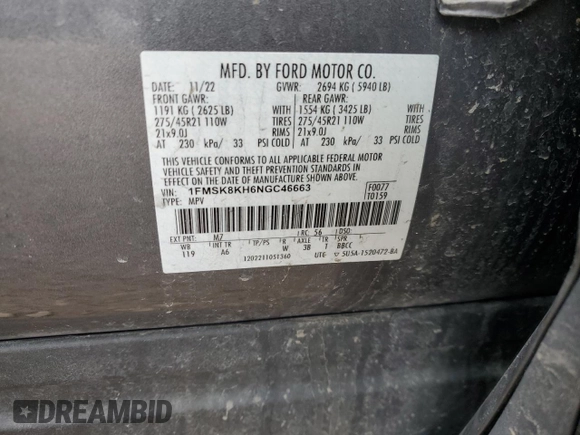 MFD. BY FORD MOTOR CO.
DATE: 11/22 GVWR: 2694 KG ( 5940 LB)
FRONT GAWR: REAR GAWR:
1191 KG ( 2625 LB) WITH 1554 KG ( 3425 LB) WITH
275/45R21 110W TIRES 275/45R21 110W TIRES
21x9.0J RIMS 21x9.0J RIMS
AT 230 kPa/ 33 PSI COLD AT 230 kPa/ 33 PSI COLD
THIS VEHICLE CONFORMS TO ALL APPLICABLE FEDERAL MOTOR
VEHICLE SAFETY AND BUMPER STANDARDS AND THEFT PREVENTION STANDARDS IN
EFFECT ON THE DATE OF MANUFACTURE SHOWN ABOVE.
VIN: 1FMSK8KH6NGC46663 F0077
TYPE: MPV T0159
EXT PNT: M7 RC: 56 DSO:
WB INT TR TP/PS R AXLE TR SPR
119 A6 W 3B 1 BBCC
1202211051360 UTE 5U5A-1520472-BA
DREAMBID